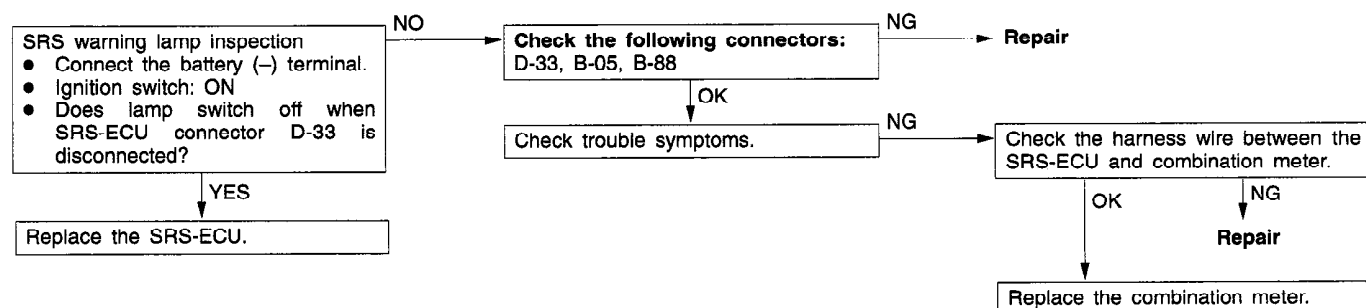 SRS warning lamp inspection
● Connect the battery (–) terminal.
● Ignition switch: ON
● Does lamp switch off when
SRS-ECU connector D-33 is
disconnected?
NO
Check the following connectors:
D-33, B-05, B-88
NG
Repair
OK
Check trouble symptoms.
NG
Check the harness wire between the
SRS-ECU and combination meter.
YES
Replace the SRS-ECU.
OK
NG
Repair
Replace the combination meter.